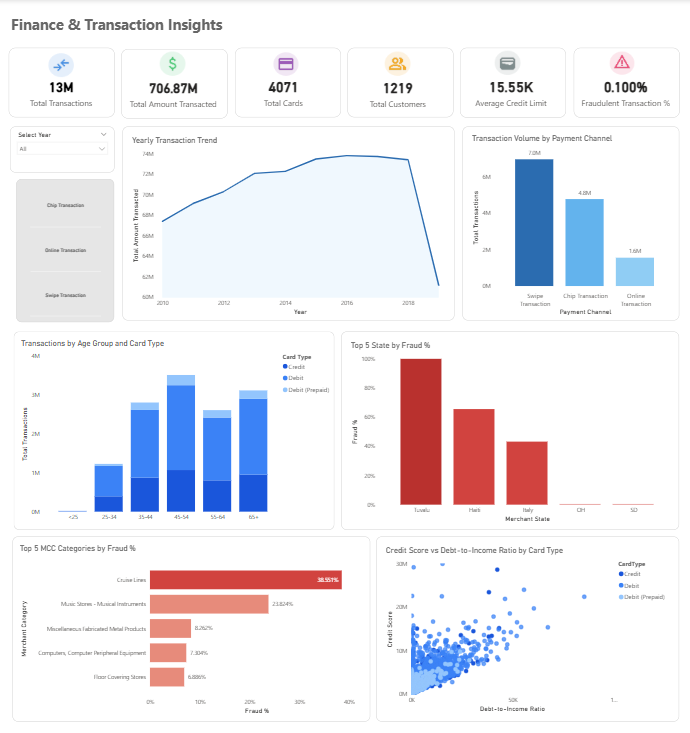 Finance & Transaction Insights
13M
Total Transactions
706.87M
Total Amount Transacted
4071
Total Cards
1219
Total Customers
15.55K
Average Credit Limit
0.100%
Fraudulent Transaction %
Select Year
All
Chip Transaction
Online Transaction
Swipe Transaction
Yearly Transaction Trend
Total Amount Transacted
74M
72M
70M
68M
66M
64M
62M
60M
2010
2012
2014
2016
2018
Year
Transaction Volume by Payment Channel
Total Transactions
6M
4M
2M
0M
7.0M
4.8M
1.6M
Swipe
Transaction
Chip Transaction
Online
Transaction
Payment Channel
Transactions by Age Group and Card Type
Total Transactions
4M
3M
2M
1M
0M
<25
25-34
35-44
45-54
55-64
65+
Card Type
Credit
Debit
Debit (Prepaid)
Top 5 State by Fraud %
Fraud %
100%
80%
60%
40%
20%
0%
Tuvalu
Haiti
Italy
OH
SD
Merchant State
Top 5 MCC Categories by Fraud %
Merchant Category
Cruise Lines
38.551%
Music Stores - Musical Instruments
23.824%
Miscellaneous Fabricated Metal Products
8.262%
Computers, Computer Peripheral Equipment
7.304%
Floor Covering Stores
6.886%
0%
10%
20%
30%
40%
Fraud %
Credit Score vs Debt-to-Income Ratio by Card Type
Credit Score
30M
20M
10M
0M
0K
50K
1...
Debt-to-Income Ratio
CardType
Credit
Debit
Debit (Prepaid)